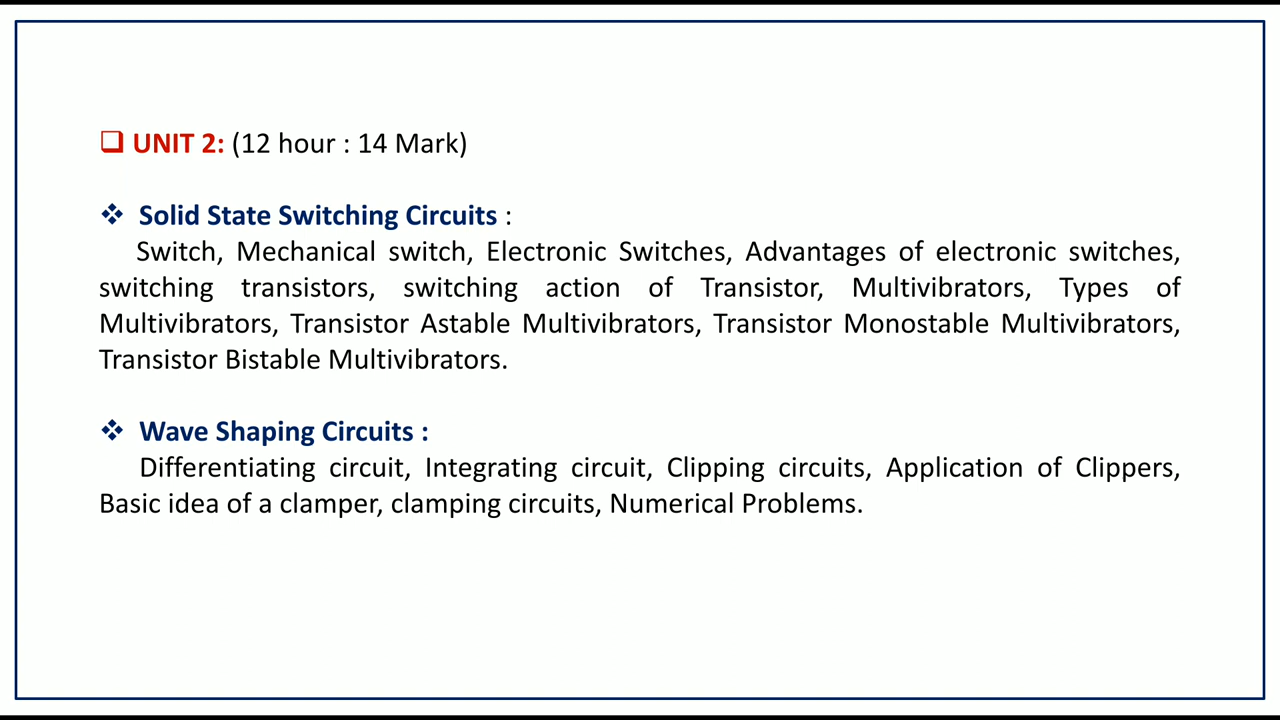 ❑ UNIT 2: (12 hour : 14 Mark)
❖ Solid State Switching Circuits :
Switch, Mechanical switch, Electronic Switches, Advantages of electronic switches,
switching transistors, switching action of Transistor, Multivibrators, Types of
Multivibrators, Transistor Astable Multivibrators, Transistor Monostable Multivibrators,
Transistor Bistable Multivibrators.
❖ Wave Shaping Circuits :
Differentiating circuit, Integrating circuit, Clipping circuits, Application of Clippers,
Basic idea of a clamper, clamping circuits, Numerical Problems.